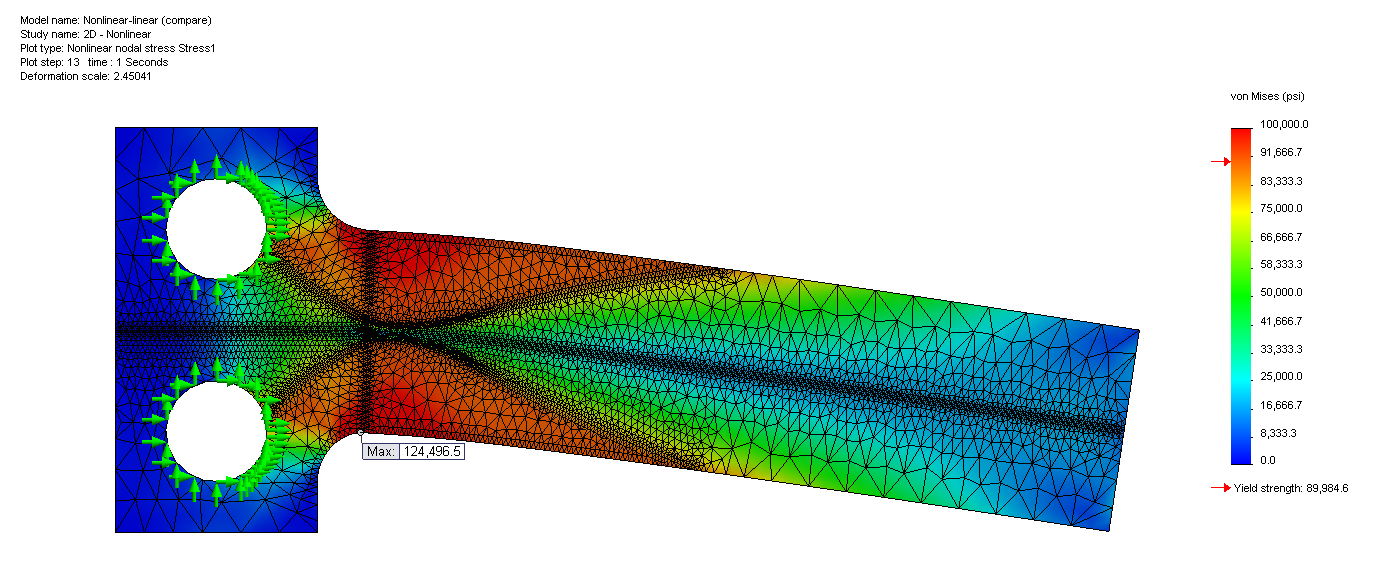 Model name: Nonlinear-linear (compare)
Study name: 2D - Nonlinear
Plot type: Nonlinear nodal stress Stress1
Plot step: 13 time : 1 Seconds
Deformation scale: 2.45041
von Mises (psi)
100,000.0
91,666.7
83,333.3
75,000.0
66,666.7
58,333.3
50,000.0
41,666.7
33,333.3
25,000.0
16,666.7
8,333.3
0.0
Yield strength: 89,984.6
Max: 124,496.5